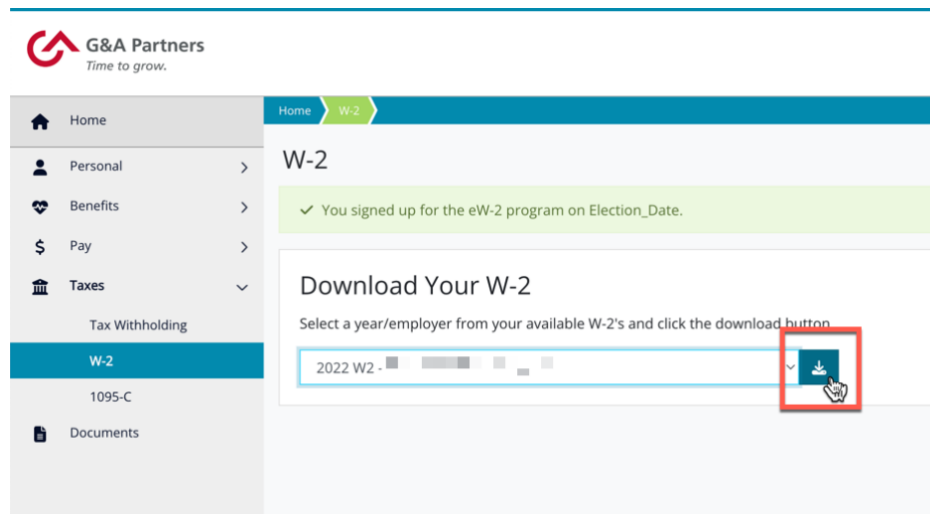 G&A Partners
Time to grow.
Home
Personal
Benefits
Pay
Taxes
Tax Withholding
W-2
1095-C
Documents
Home W-2
W-2
You signed up for the eW-2 program on Election_Date.
Download Your W-2
Select a year/employer from your available W-2's and click the download button
2022 W2 -